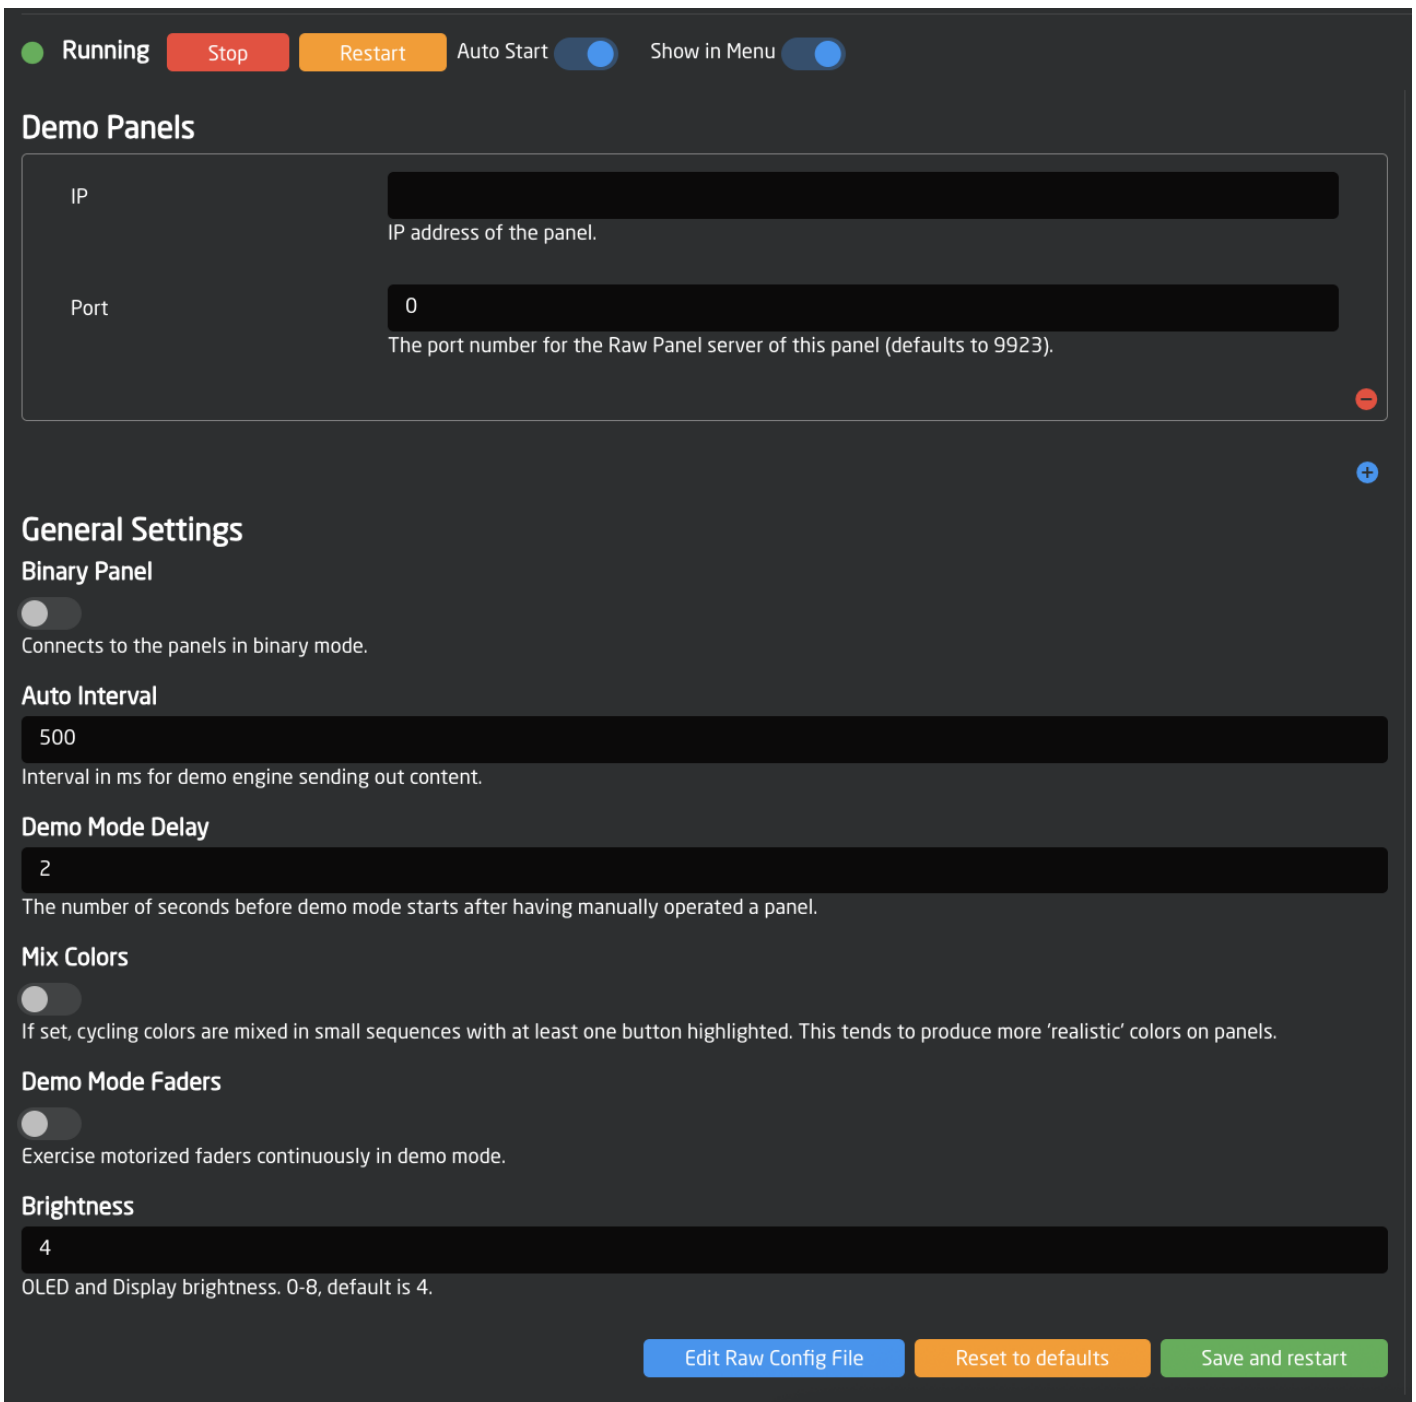 Running Stop Restart Auto Start Show in Menu
Demo Panels
IP
IP address of the panel.
Port 0
The port number for the Raw Panel server of this panel (defaults to 9923).
General Settings
Binary Panel
Connects to the panels in binary mode.
Auto Interval
500
Interval in ms for demo engine sending out content.
Demo Mode Delay
2
The number of seconds before demo mode starts after having manually operated a panel.
Mix Colors
If set, cycling colors are mixed in small sequences with at least one button highlighted. This tends to produce more 'realistic' colors on panels.
Demo Mode Faders
Exercise motorized faders continuously in demo mode.
Brightness
4
OLED and Display brightness. 0-8, default is 4.
Edit Raw Config File Reset to defaults Save and restart